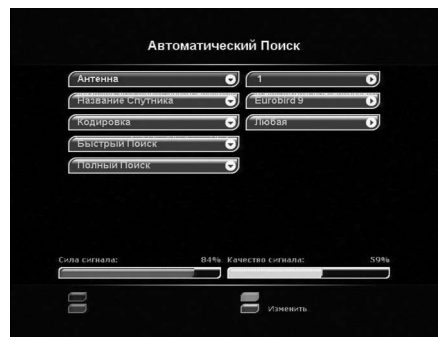 Автоматический Поиск
Антенна 1
Название Спутника Eurobird 9
Кодировка Любая
Быстрый Поиск
Полный Поиск
Сила сигнала: 84% Качество сигнала: 59%
Изменить